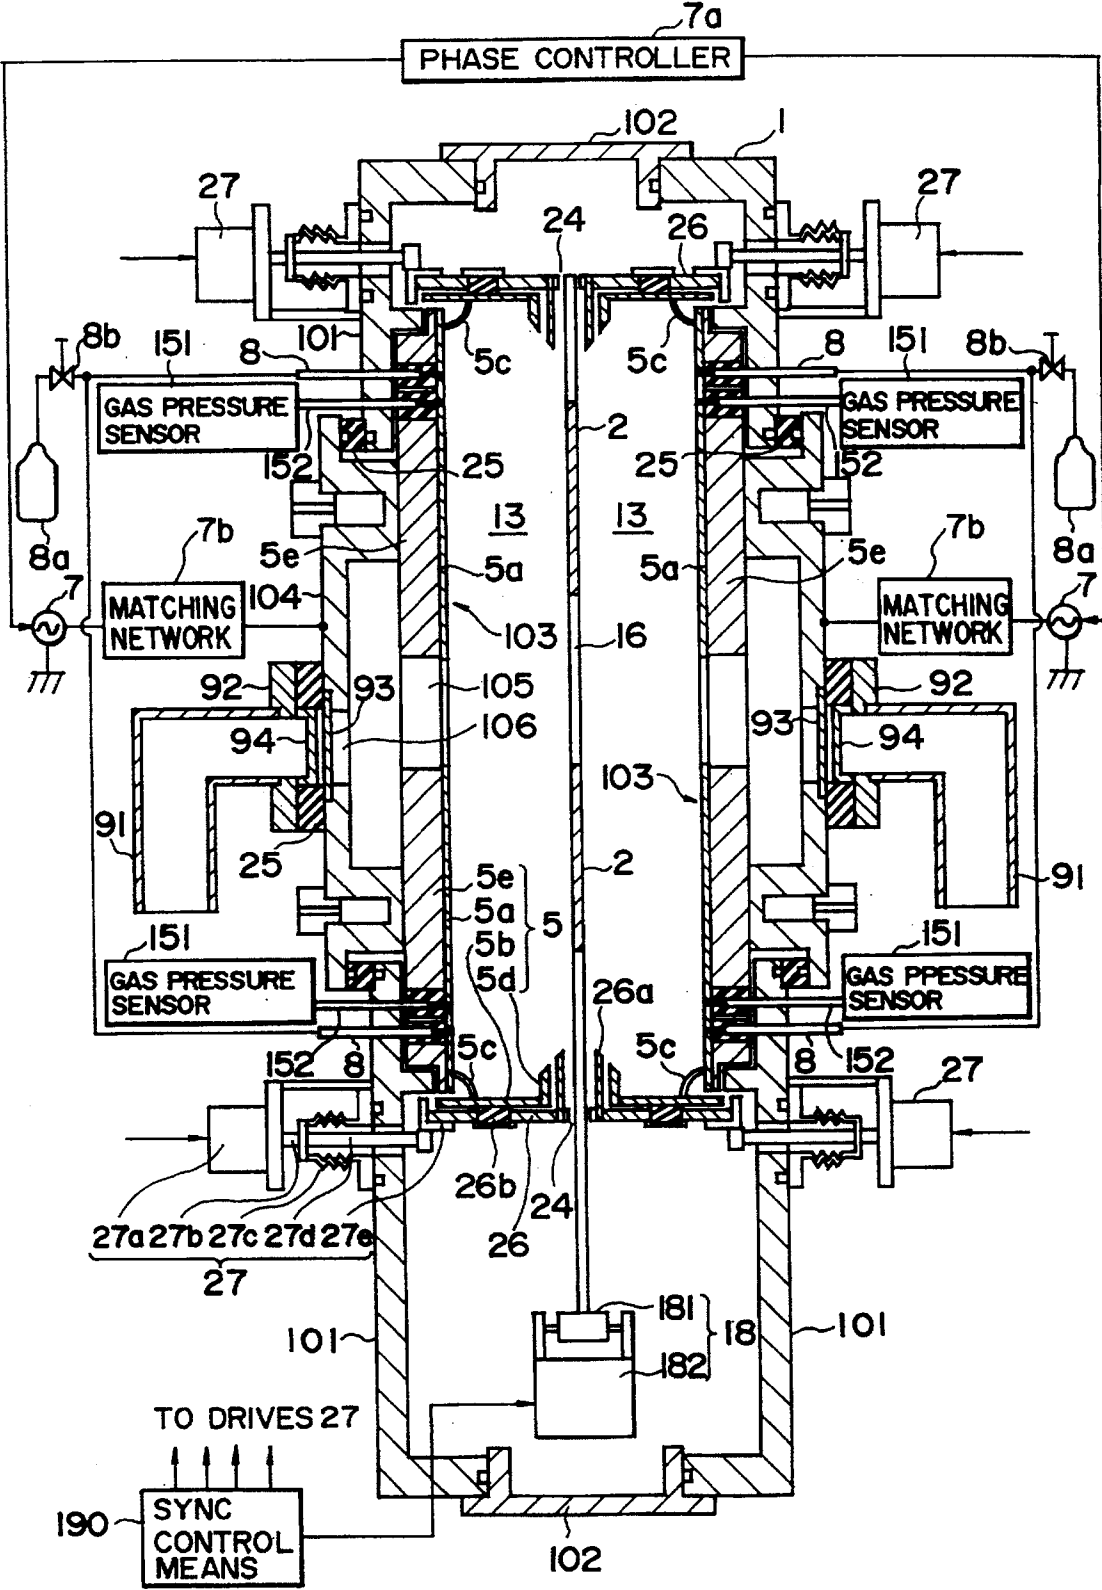 7a
PHASE CONTROLLER
102
1
27
27
24
26
101
8b
151
8
5c
5c
8
151
8b
GAS PRESSURE
SENSOR
GAS PRESSURE
SENSOR
2
152
25
25
152
8a
7b
13
13
7b
8a
5e
5a
5a
5e
7
104
7
MATCHING
NETWORK
MATCHING
NETWORK
103
16
92
93
105
92
94
106
93
94
103
91
25
2
91
5e
5a
5
5b
5d
151
151
GAS PRESSURE
SENSOR
26a
GAS PPESSURE
SENSOR
152
8
5c
5c
8
152
27
26b
24
27a 27b 27c 27d 27e
26
27
181
18
182
101
101
TO DRIVES 27
190
SYNC
CONTROL
MEANS
102